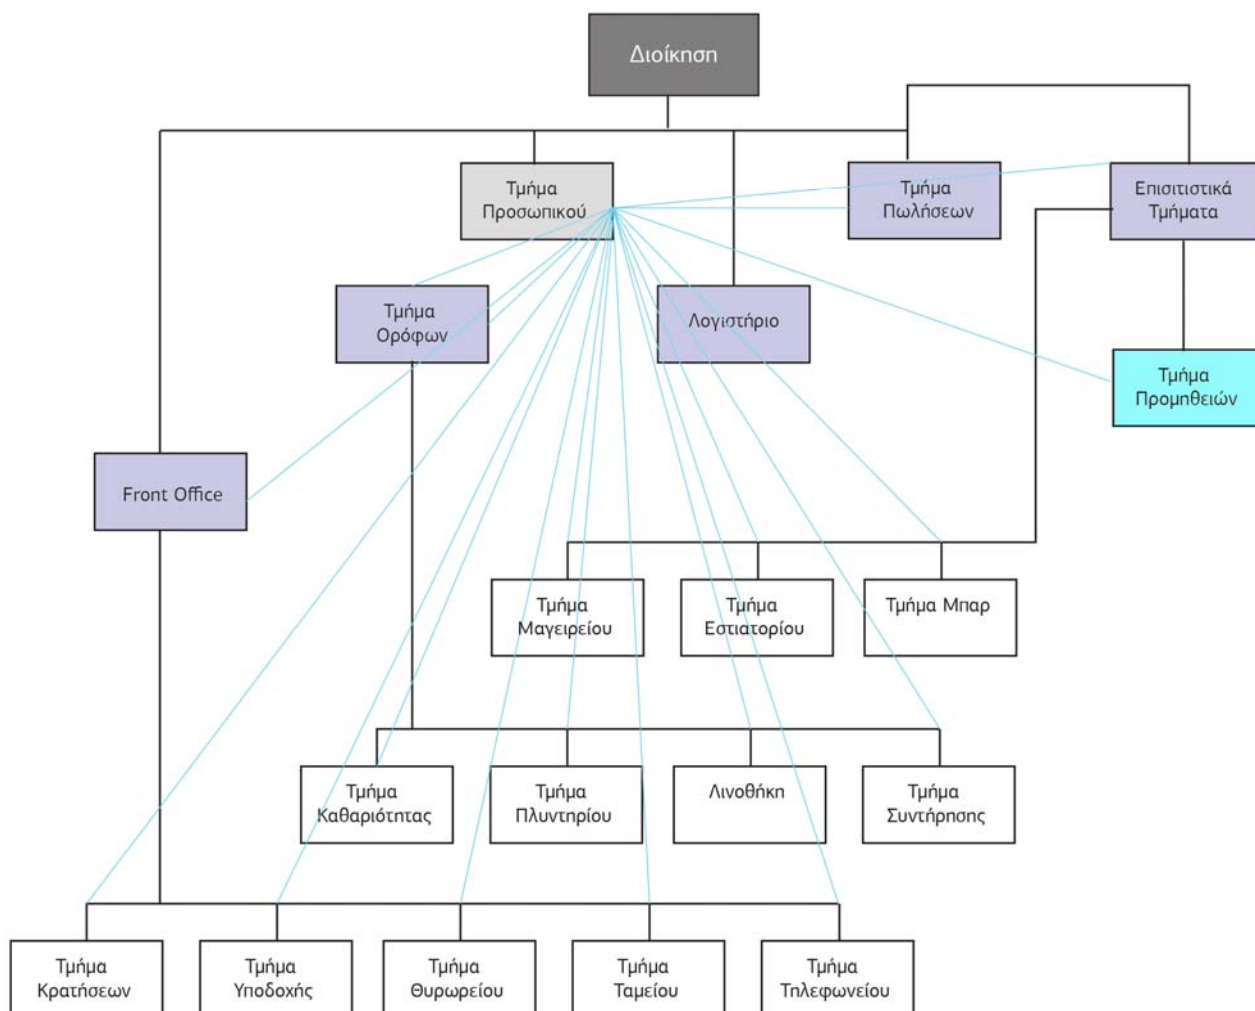 Διοίκηση
Τμήμα
Προσωπικού
Τμήμα
Πωλήσεων
Επισιτιστικά
Τμήματα
Τμήμα
Ορόφων
Λογιστήριο
Τμήμα
Προμηθειών
Front Office
Τμήμα
Μαγειρείου
Τμήμα
Εστιατορίου
Τμήμα Μπαρ
Τμήμα
Καθαριότητας
Τμήμα
Πλυντηρίου
Λινοθήκη
Τμήμα
Συντήρησης
Τμήμα
Κρατήσεων
Τμήμα
Υποδοχής
Τμήμα
Θυρωρείου
Τμήμα
Ταμείου
Τμήμα
Τηλεφωνείου